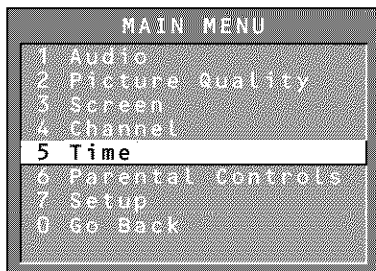 MAIN MENU
1 Audio
2 Picture Quality
3 Screen
4 Channel
5 Time
6 Parental Controls
7 Setup
0 Go Back